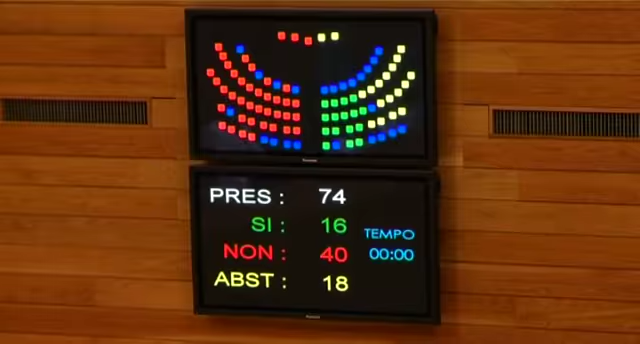 PRES : 74
SI : 16
TEMPO
NON : 40
00:00
ABST : 18